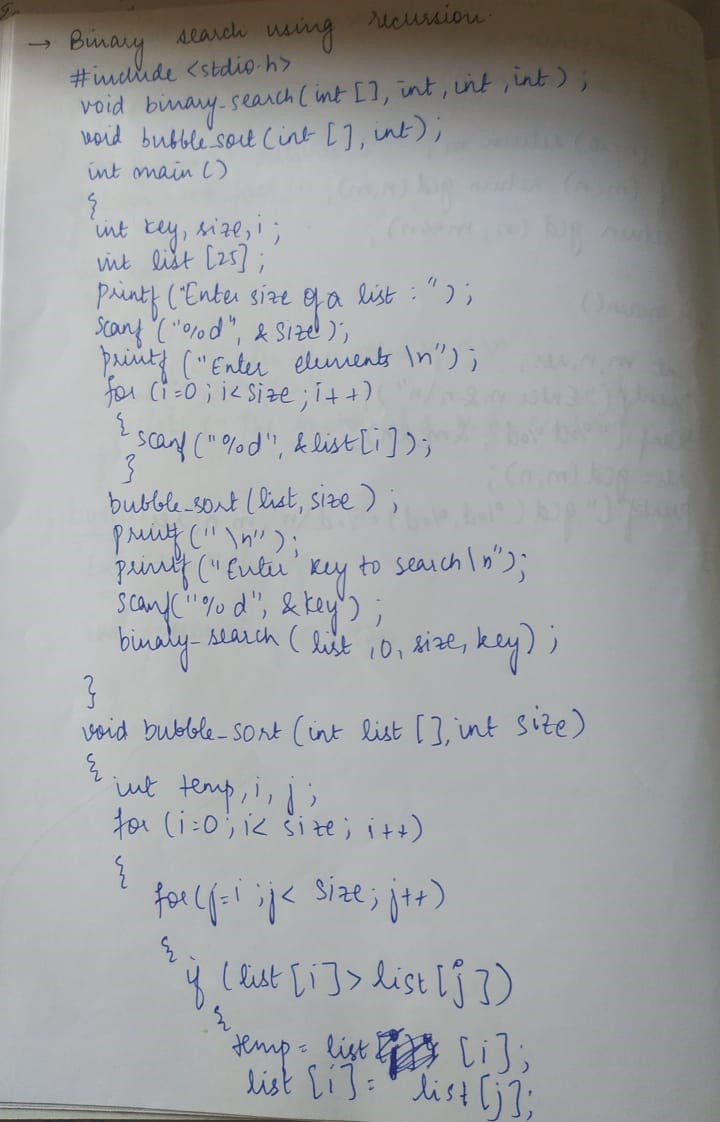 → Binary search using recursion.
#include <stdio.h>
void binary_search(int [], int, int, int);
void bubble_sort(int [], int);
int main()
{
int key, size, i;
int list [25];
printf ("Enter size of a list : ");
scanf ("%d", & size);
printf ("Enter elements \n");
for (i=0; i< size; i++)
{ scanf ("%d", &list[i]);
}
bubble_sort (list, size);
printf (" \n");
printf ("Enter key to search \n");
scanf("%d", &key);
binary_search (list, 0, size, key);
}
void bubble_sort (int list [], int size)
{
int temp, i, j;
for (i=0; i< size; i++)
{
for (j=i; j< size; j++)
{
if (list [i] > list [j])
{
temp = list [i];
list [i] = list [j];